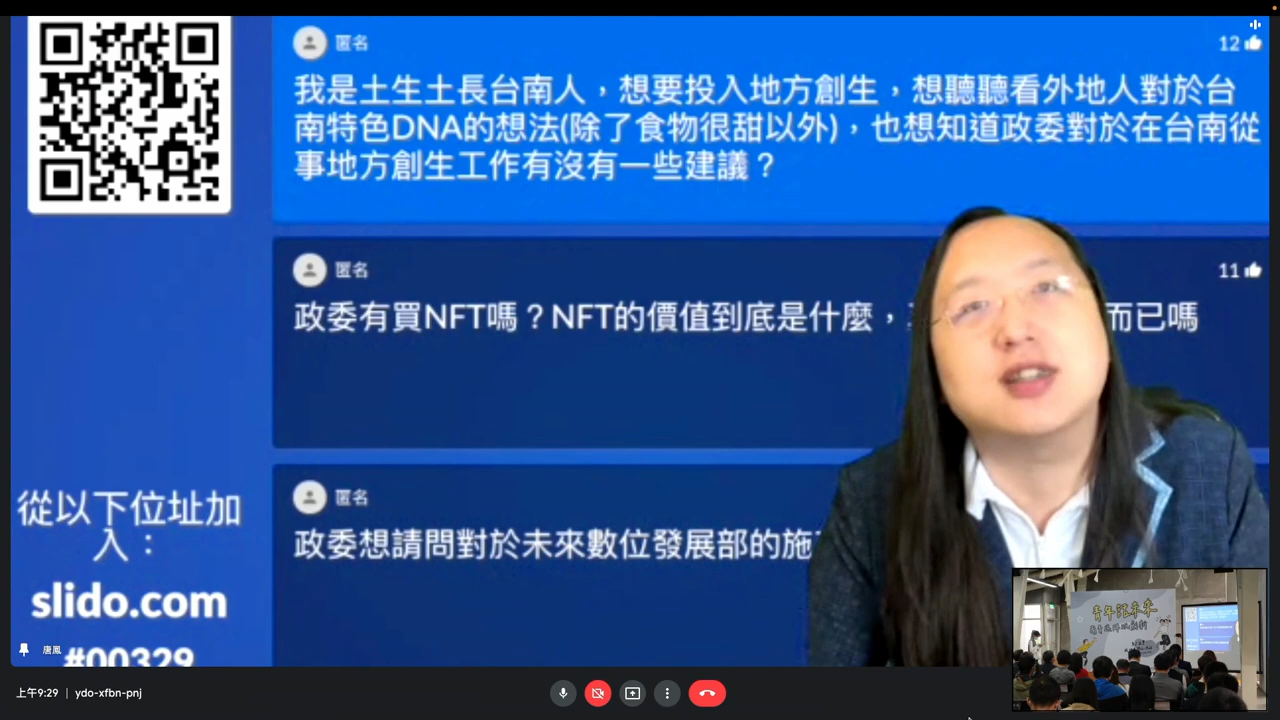 匿名
12
我是土生土長台南人，想要投入地方創生，想聽聽看外地人對於台
南特色DNA的想法(除了食物很甜以外)，也想知道政委對於在台南從
事地方創生工作有沒有一些建議？
匿名
11
政委有買NFT嗎？NFT的價值到底是什麼，
而已嗎
匿名
政委想請問對於未來數位發展部的施
從以下位址加
入：
slido.com
#00329
唐鳳
青年冠未來
上午9:29 | ydo-xfbn-pnj